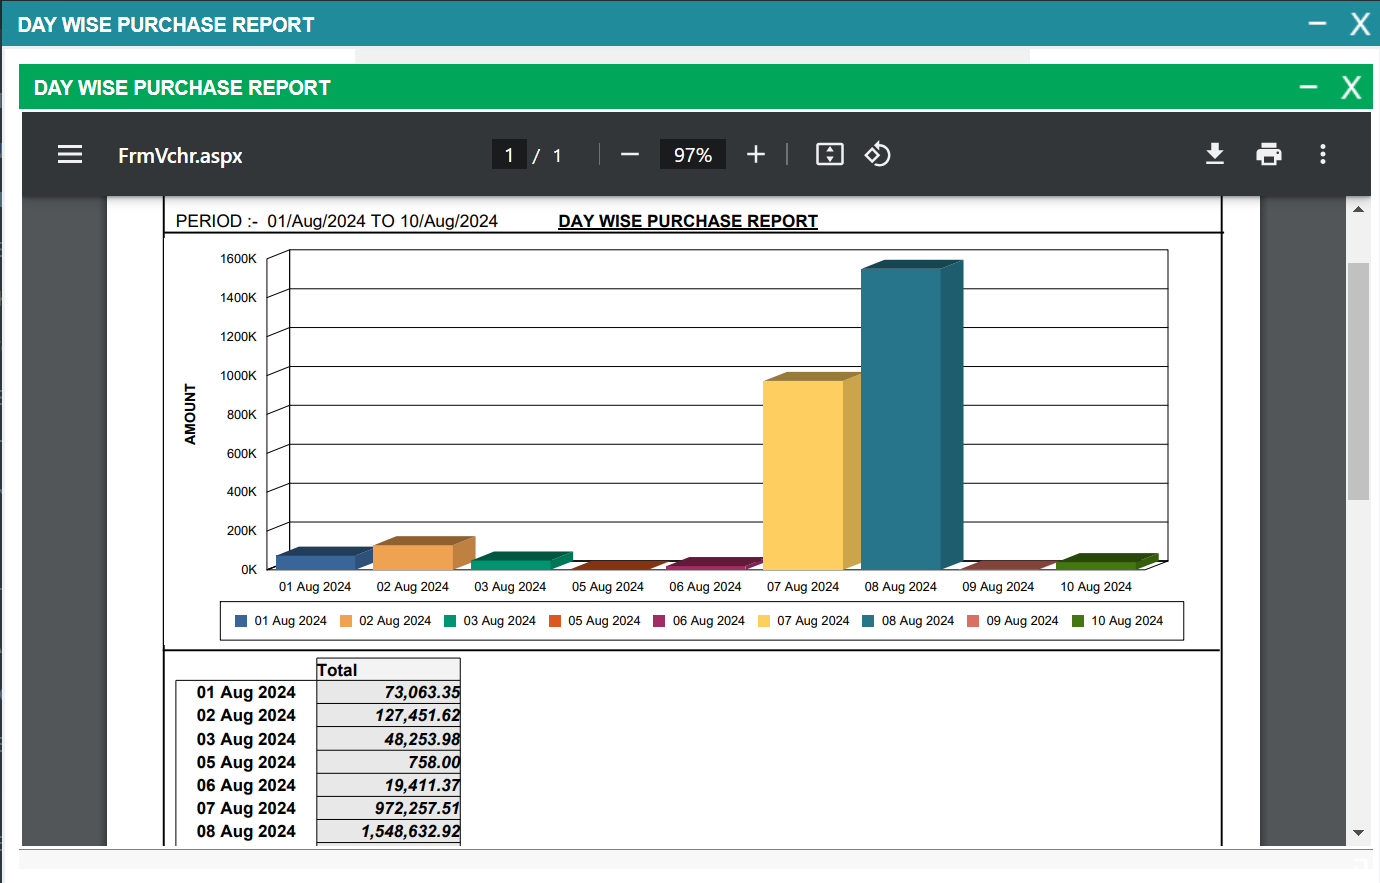 DAY WISE PURCHASE REPORT
X
DAY WISE PURCHASE REPORT
X
FrmVchr.aspx 1 / 1 97%
PERIOD :- 01/Aug/2024 TO 10/Aug/2024 DAY WISE PURCHASE REPORT
1600K
1400K
1200K
1000K
800K
600K
400K
200K
0K
AMOUNT
01 Aug 2024 02 Aug 2024 03 Aug 2024 05 Aug 2024 06 Aug 2024 07 Aug 2024 08 Aug 2024 09 Aug 2024 10 Aug 2024
01 Aug 2024 02 Aug 2024 03 Aug 2024 05 Aug 2024 06 Aug 2024 07 Aug 2024 08 Aug 2024 09 Aug 2024 10 Aug 2024
Total
01 Aug 2024 73,063.35
02 Aug 2024 127,451.62
03 Aug 2024 48,253.98
05 Aug 2024 758.00
06 Aug 2024 19,411.37
07 Aug 2024 972,257.51
08 Aug 2024 1,548,632.92